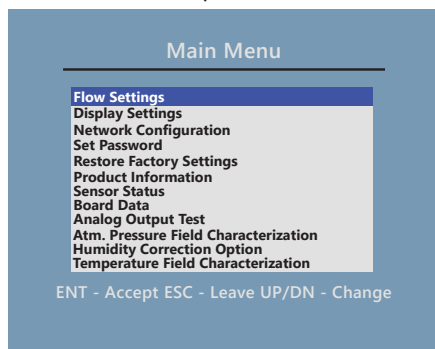 Main Menu
Flow Settings
Display Settings
Network Configuration
Set Password
Restore Factory Settings
Product Information
Sensor Status
Board Data
Analog Output Test
Atm. Pressure Field Characterization
Humidity Correction Option
Temperature Field Characterization
ENT - Accept ESC - Leave UP/DN - Change